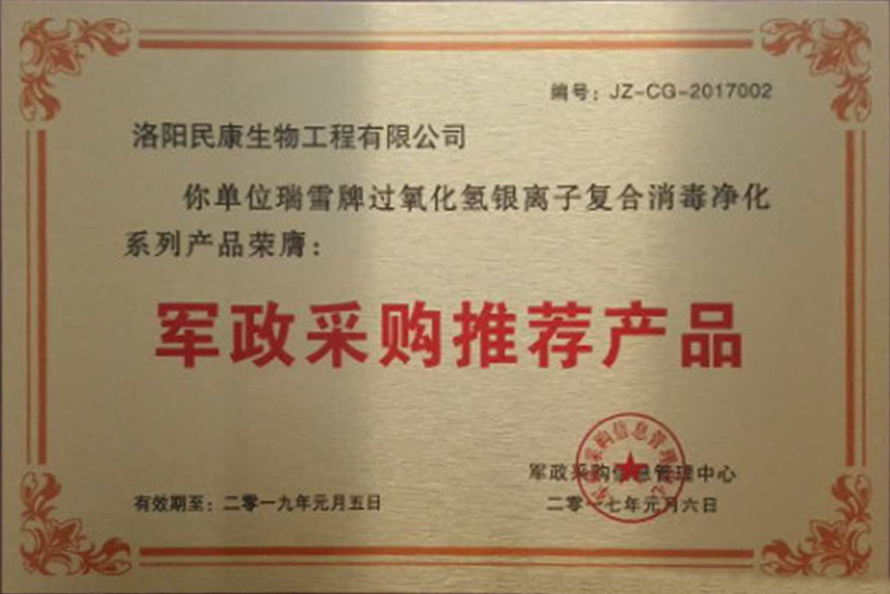 编号：JZ-CG-2017002
洛阳民康生物工程有限公司
你单位瑞雪牌过氧化氢银离子复合消毒净化
系列产品荣膺：
军政采购推荐产品
军政采购信息管理中心
有效期至：二零一九年元月五日
二零一七年元月六日